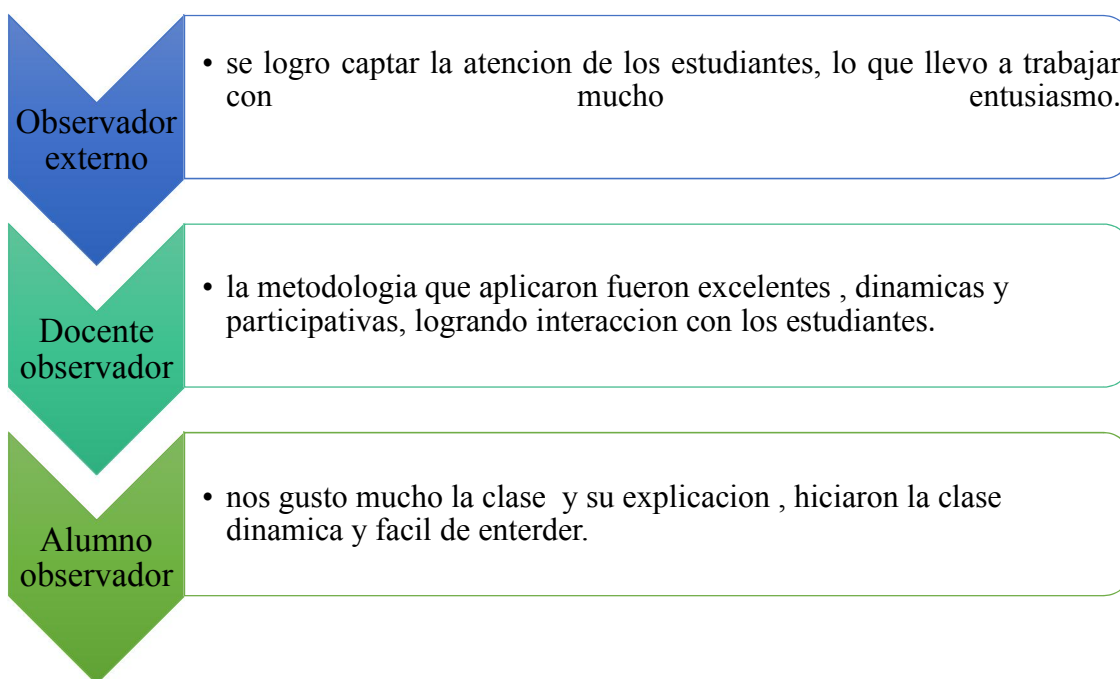 Observador
externo
• se logro captar la atencion de los estudiantes, lo que llevo a trabajar
con mucho entusiasmo.
Docente
observador
• la metodologia que aplicaron fueron excelentes , dinamicas y
participativas, logrando interaccion con los estudiantes.
Alumno
observador
• nos gusto mucho la clase  y su explicacion , hiciaron la clase
dinamica y facil de enterder.